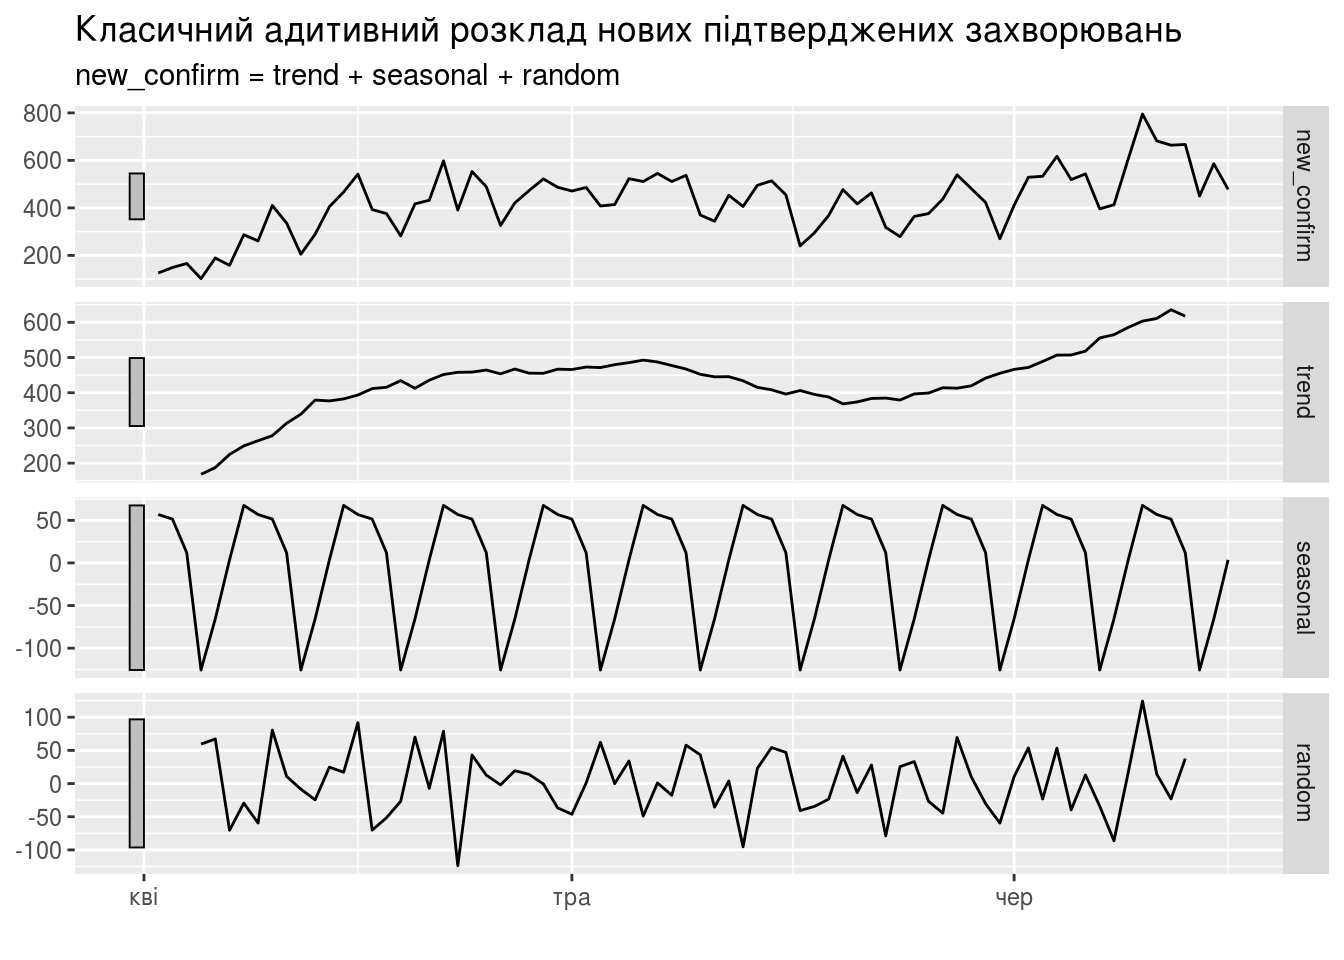 Класичний адитивний розклад нових підтверджених захворювань
new_confirm = trend + seasonal + random
800
600
400
200
new_confirm
600
500
400
300
200
trend
50
0
-50
-100
seasonal
100
50
0
-50
-100
random
кві тра чер